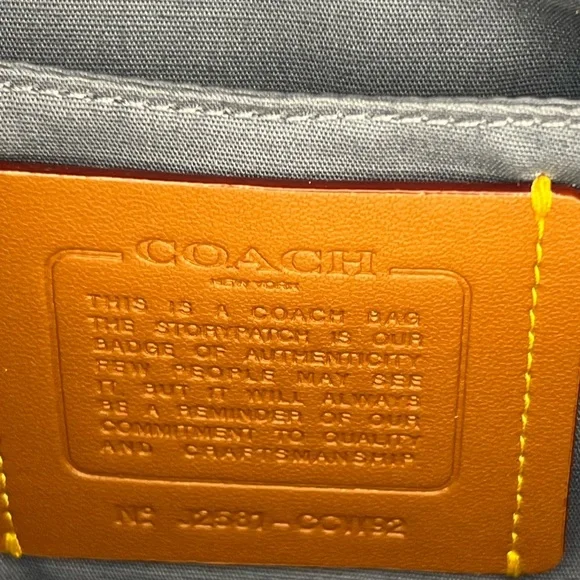 COACH
NEW YORK
THIS IS A COACH BAG
THE STORYPATCH IS OUR
BADGE OF AUTHENTICITY
FEW PEOPLE MAY SEE
IT, BUT IT WILL ALWAYS
BE A REMINDER OF OUR
COMMITMENT TO QUALITY
AND CRAFTSMANSHIP
Nº